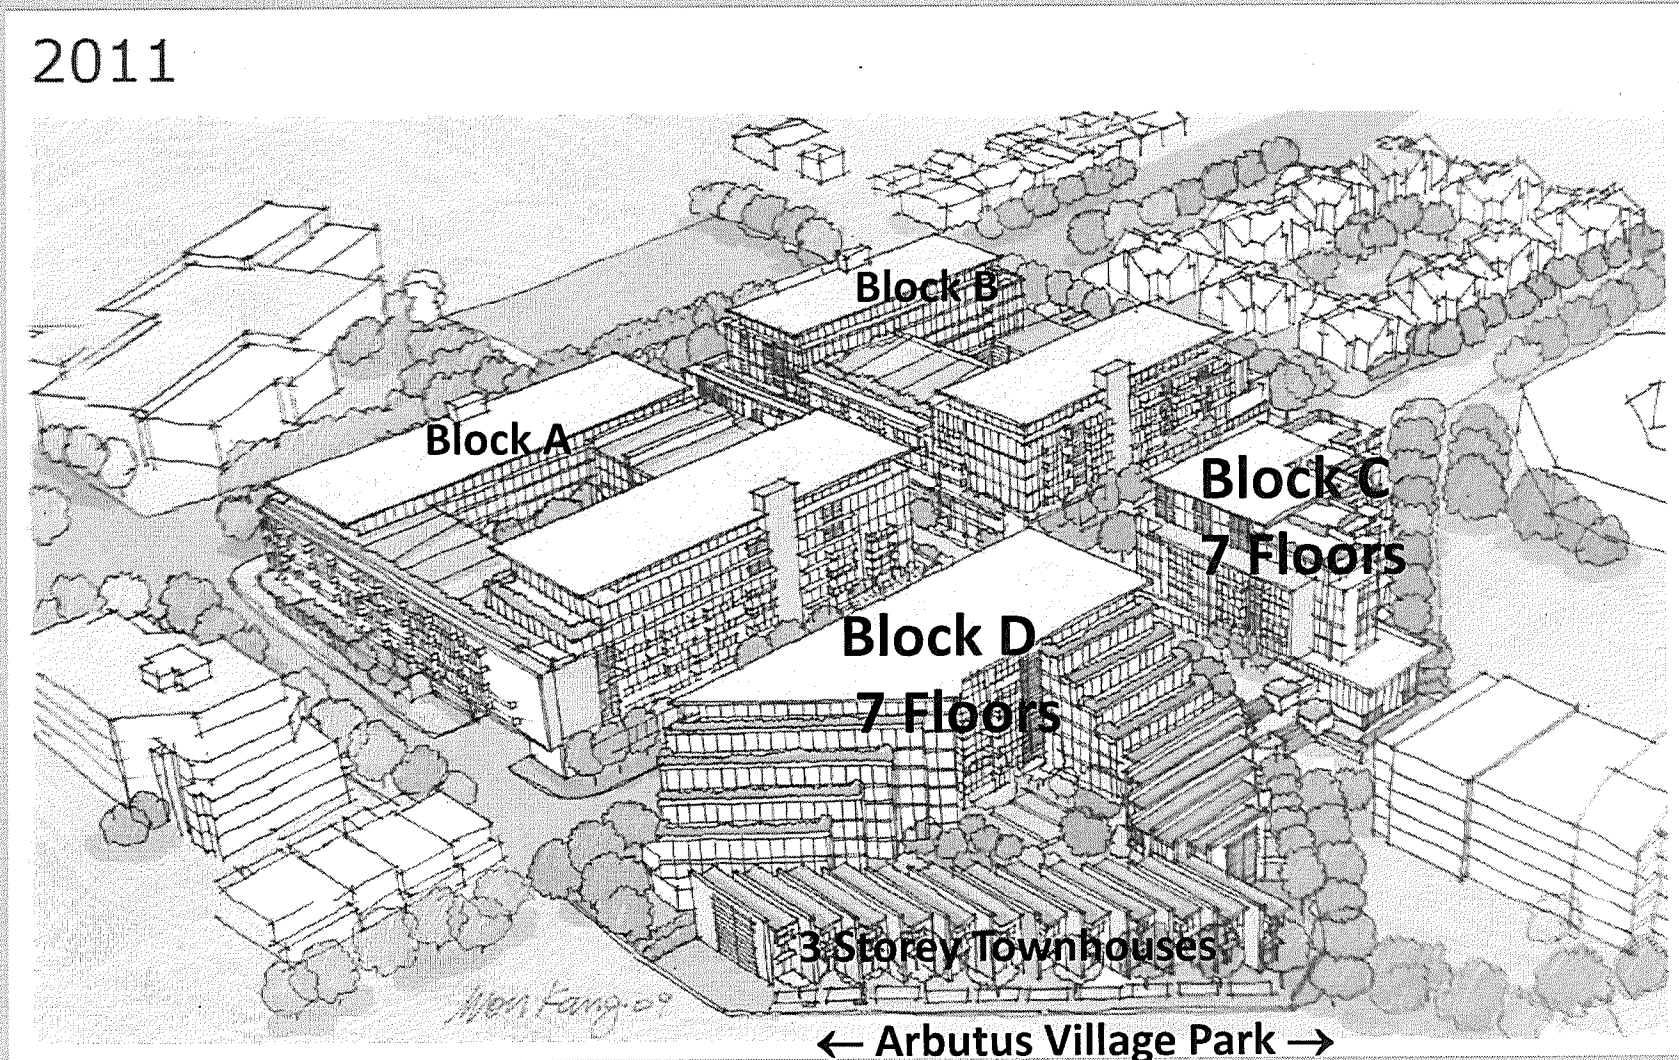 2011
Block B
Block A
Block C
7 Floors
Block D
7 Floors
3 Storey Townhouses
← Arbutus Village Park →